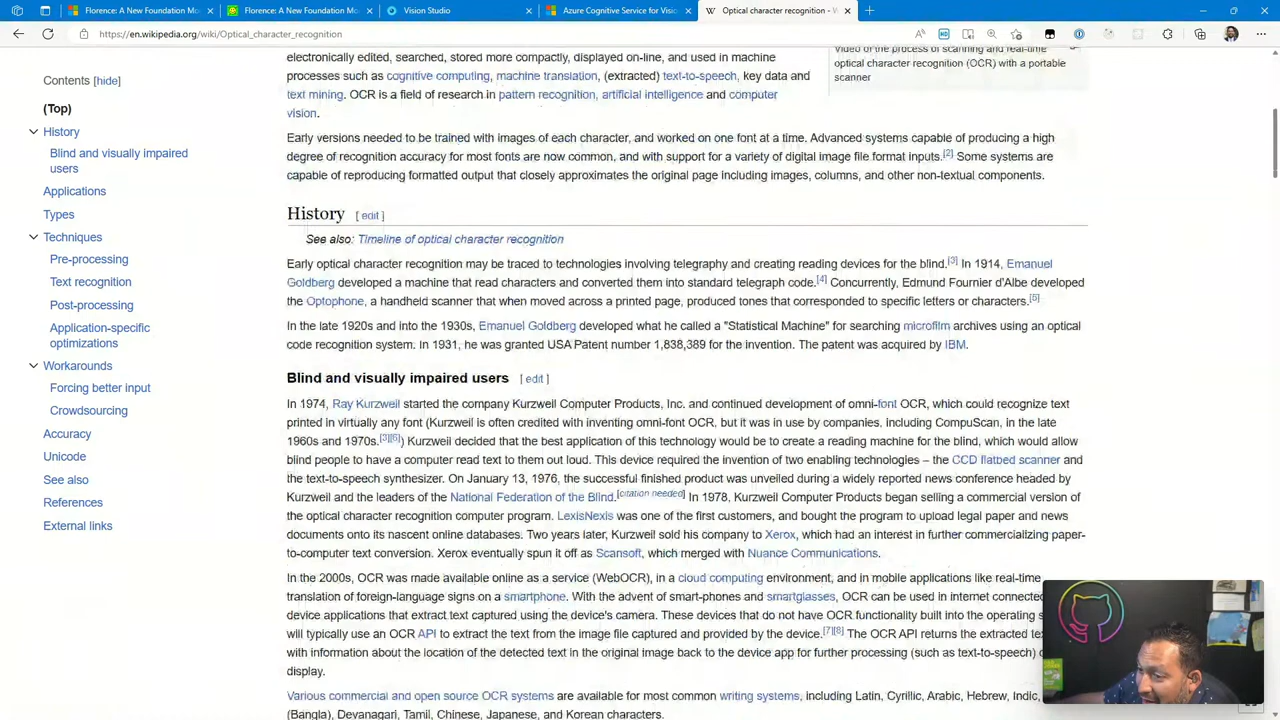 Florence: A New Foundation Mo
Florence: A New Foundation Mo
Vision Studio
Azure Cognitive Service for Visi
Optical character recognition - W
https://en.wikipedia.org/wiki/Optical_character_recognition
Contents [hide]
(Top)
History
Blind and visually impaired
users
Applications
Types
Techniques
Pre-processing
Text recognition
Post-processing
Application-specific
optimizations
Workarounds
Forcing better input
Crowdsourcing
Accuracy
Unicode
See also
References
External links
electronically edited, searched, stored more compactly, displayed on-line, and used in machine
processes such as cognitive computing, machine translation, (extracted) text-to-speech, key data and
text mining. OCR is a field of research in pattern recognition, artificial intelligence and computer
vision.
Video of the process of scanning and real-time
optical character recognition (OCR) with a portable
scanner
Early versions needed to be trained with images of each character, and worked on one font at a time. Advanced systems capable of producing a high
degree of recognition accuracy for most fonts are now common, and with support for a variety of digital image file format inputs.[2] Some systems are
capable of reproducing formatted output that closely approximates the original page including images, columns, and other non-textual components.
History [ edit ]
See also: Timeline of optical character recognition
Early optical character recognition may be traced to technologies involving telegraphy and creating reading devices for the blind.[3] In 1914, Emanuel
Goldberg developed a machine that read characters and converted them into standard telegraph code.[4] Concurrently, Edmund Fournier d'Albe developed
the Optophone, a handheld scanner that when moved across a printed page, produced tones that corresponded to specific letters or characters.[5]
In the late 1920s and into the 1930s, Emanuel Goldberg developed what he called a "Statistical Machine" for searching microfilm archives using an optical
code recognition system. In 1931, he was granted USA Patent number 1,838,389 for the invention. The patent was acquired by IBM.
Blind and visually impaired users [ edit ]
In 1974, Ray Kurzweil started the company Kurzweil Computer Products, Inc. and continued development of omni-font OCR, which could recognize text
printed in virtually any font (Kurzweil is often credited with inventing omni-font OCR, but it was in use by companies, including CompuScan, in the late
1960s and 1970s.[3][6]) Kurzweil decided that the best application of this technology would be to create a reading machine for the blind, which would allow
blind people to have a computer read text to them out loud. This device required the invention of two enabling technologies – the CCD flatbed scanner and
the text-to-speech synthesizer. On January 13, 1976, the successful finished product was unveiled during a widely reported news conference headed by
Kurzweil and the leaders of the National Federation of the Blind.[citation needed] In 1978, Kurzweil Computer Products began selling a commercial version of
the optical character recognition computer program. LexisNexis was one of the first customers, and bought the program to upload legal paper and news
documents onto its nascent online databases. Two years later, Kurzweil sold his company to Xerox, which had an interest in further commercializing paper-
to-computer text conversion. Xerox eventually spun it off as Scansoft, which merged with Nuance Communications.
In the 2000s, OCR was made available online as a service (WebOCR), in a cloud computing environment, and in mobile applications like real-time
translation of foreign-language signs on a smartphone. With the advent of smart-phones and smartglasses, OCR can be used in internet connected
device applications that extract text captured using the device's camera. These devices that do not have OCR functionality built into the operating s
will typically use an OCR API to extract the text from the image file captured and provided by the device.[7][8] The OCR API returns the extracted te
with information about the location of the detected text in the original image back to the device app for further processing (such as text-to-speech) o
display.
Various commercial and open source OCR systems are available for most common writing systems, including Latin, Cyrillic, Arabic, Hebrew, Indic,
(Bangla), Devanagari, Tamil, Chinese, Japanese, and Korean characters.